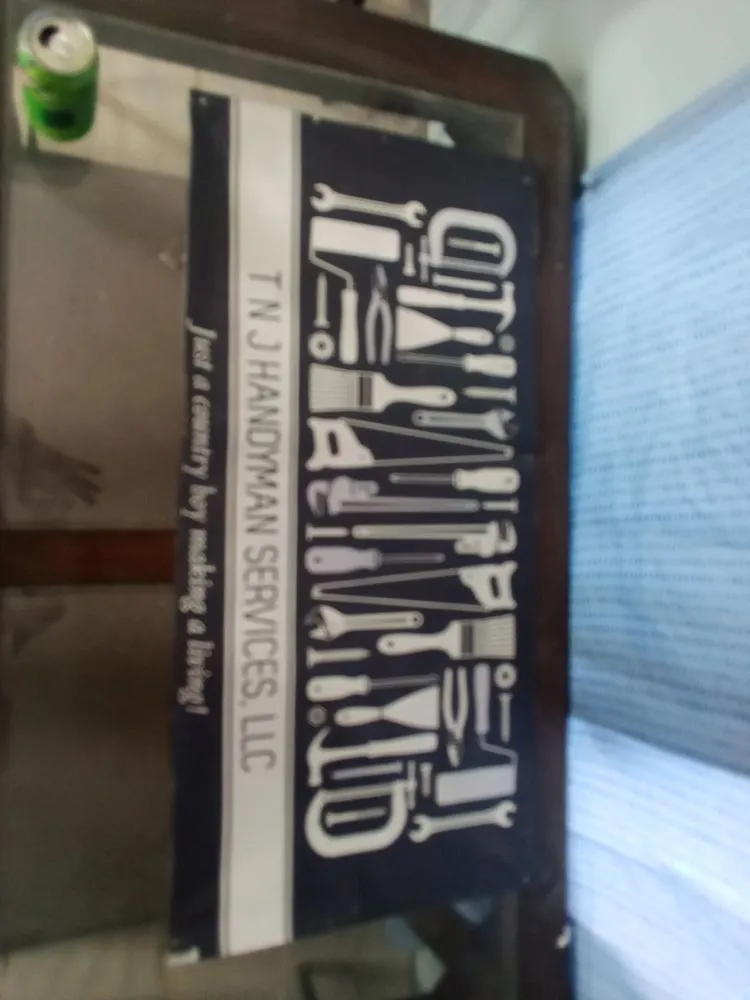 T N J HANDYMAN SERVICES, LLC
Just a country boy making a living!